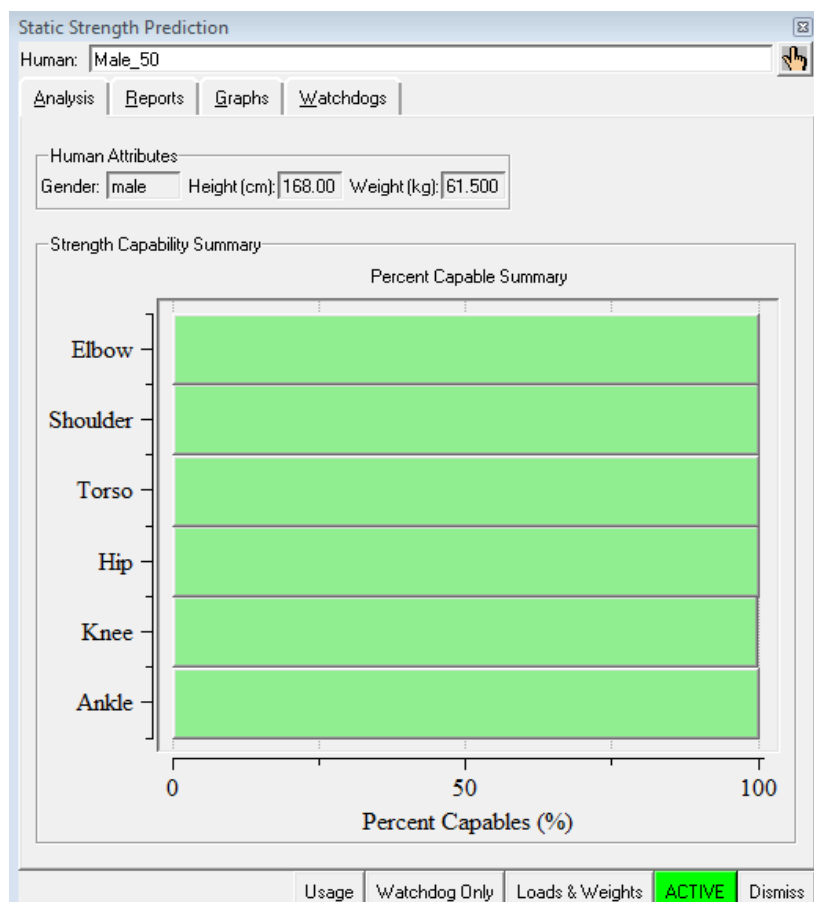 Static Strength Prediction
Human: Male_50
Analysis Reports Graphs Watchdogs
Human Attributes
Gender: male Height (cm): 168.00 Weight (kg): 61.500
Strength Capability Summary
Percent Capable Summary
Elbow
Shoulder
Torso
Hip
Knee
Ankle
0 50 100
Percent Capables (%)
Usage Watchdog Only Loads & Weights ACTIVE Dismiss